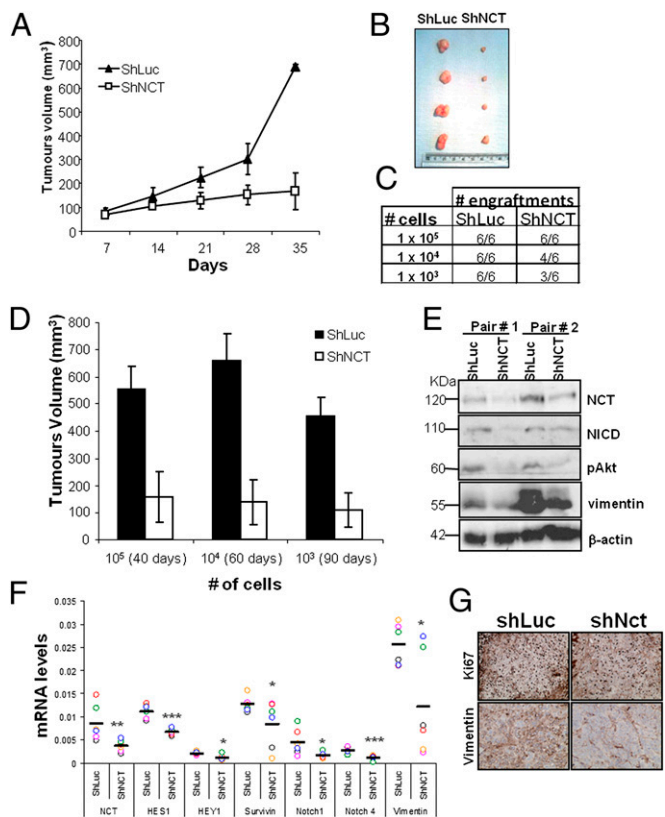 A
Tumours volume (mm³)
800
700
600
500
400
300
200
100
0
ShLuc
ShNCT
7 14 21 28 35
Days
B
ShLuc ShNCT
C
# engraftments
# cells ShLuc ShNCT
1 x 10⁵ 6/6 6/6
1 x 10⁴ 6/6 4/6
1 x 10³ 6/6 3/6
D
Tumours Volume (mm³)
800
700
600
500
400
300
200
100
0
ShLuc
ShNCT
10⁵ (40 days) 10⁴ (60 days) 10³ (90 days)
# of cells
E
Pair # 1 Pair # 2
ShLuc ShNCT ShLuc ShNCT
KDa
120 NCT
110 NICD
60 pAkt
55 vimentin
42 β-actin
F
mRNA levels
0.035
0.03
0.025
0.02
0.015
0.01
0.005
0
** *** * * * *** *
ShLuc ShNCT ShLuc ShNCT ShLuc ShNCT ShLuc ShNCT ShLuc ShNCT ShLuc ShNCT ShLuc ShNCT
NCT HES1 HEY1 Survivin Notch1 Notch 4 Vimentin
G
shLuc shNct
Ki67
Vimentin